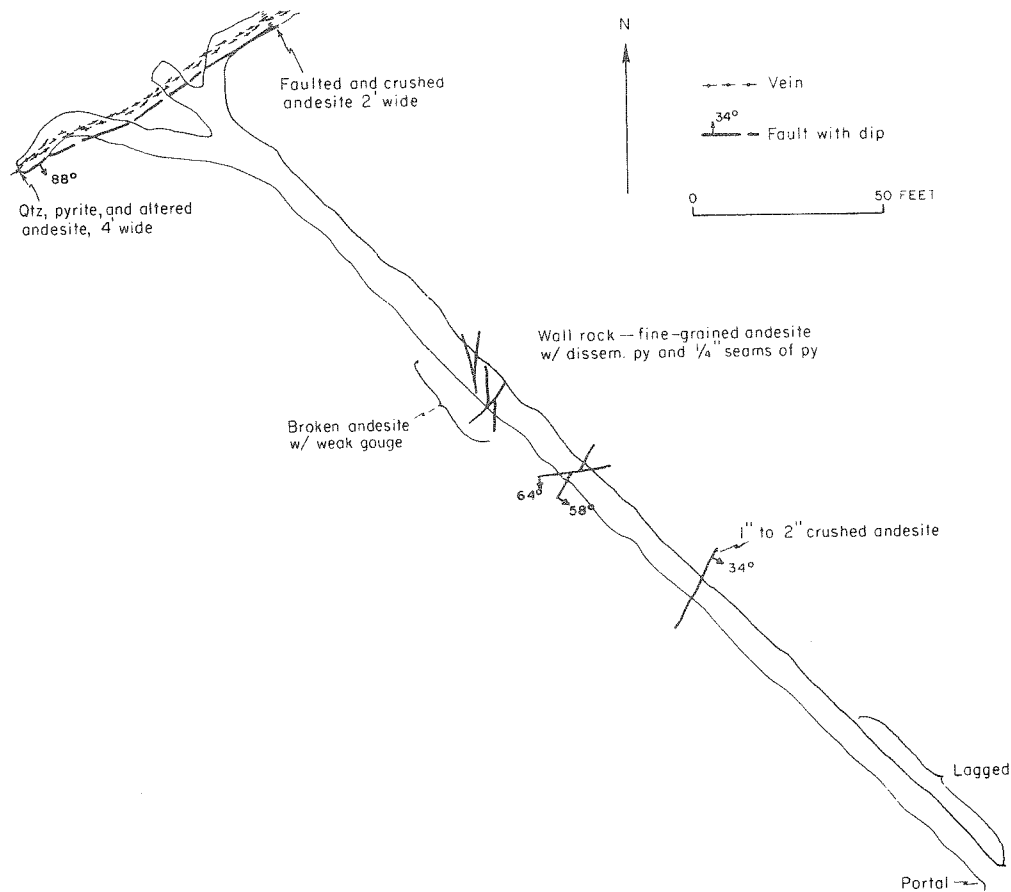 N
Faulted and crushed
andesite 2' wide
Vein
34°
Fault with dip
88°
Qtz, pyrite, and altered
andesite, 4' wide
0 50 FEET
Wall rock — fine-grained andesite
w/ dissem. py and 1/4" seams of py
Broken andesite
w/ weak gouge
64°
58°
1" to 2" crushed andesite
34°
Lagged
Portal